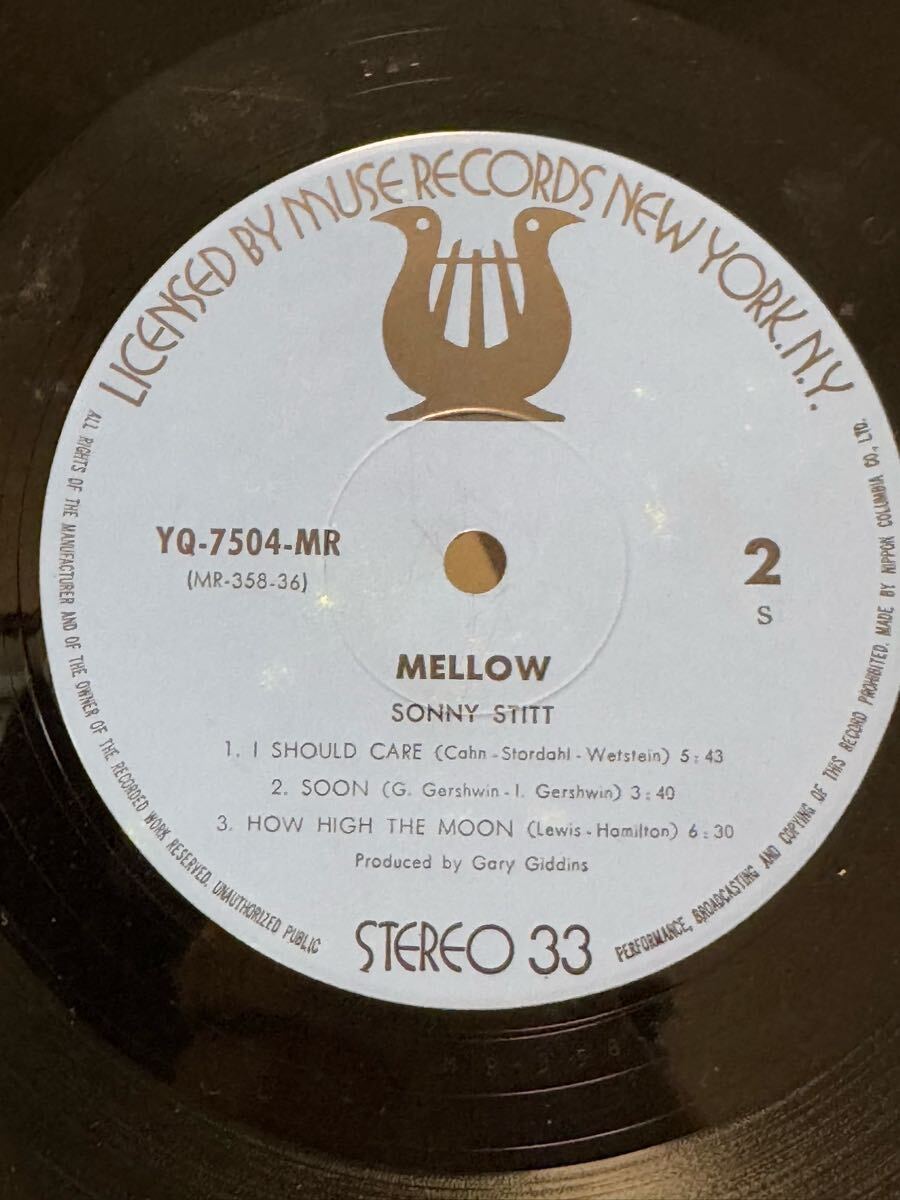 LICENSED BY MUSE RECORDS NEW YORK. N.Y.
YQ-7504-MR
(MR-358-36)
2
S
MELLOW
SONNY STITT
1. I SHOULD CARE (Cahn - Stordahl - Wetstein) 5:43
2. SOON (G. Gershwin - I. Gershwin) 3:40
3. HOW HIGH THE MOON (Lewis - Hamilton) 6:30
Produced by Gary Giddins
STEREO 33
ALL RIGHTS OF THE MANUFACTURER AND OF THE OWNER OF THE RECORDED WORK RESERVED. UNAUTHORIZED PUBLIC PERFORMANCE, BROADCASTING AND COPYING OF THIS RECORD PROHIBITED. MADE BY NIPPON COLUMBIA CO., LTD.